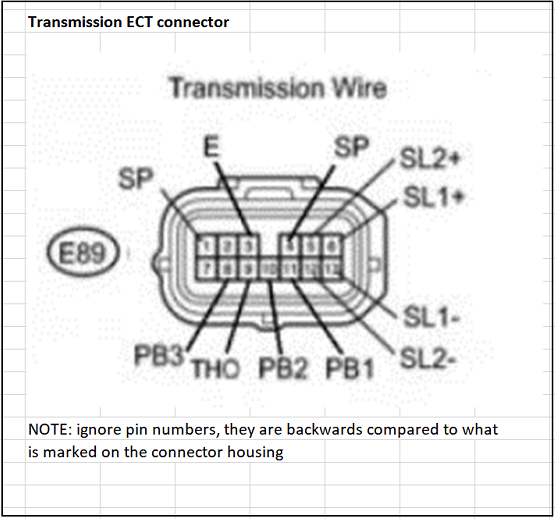 Transmission ECT connector
Transmission Wire
E
SP
SP
SL2+
SL1+
E89
1 2 3 4 5 6
7 8 9 10 11 12 13
SL1-
SL2-
PB3
THO
PB2
PB1
NOTE: ignore pin numbers, they are backwards compared to what
is marked on the connector housing